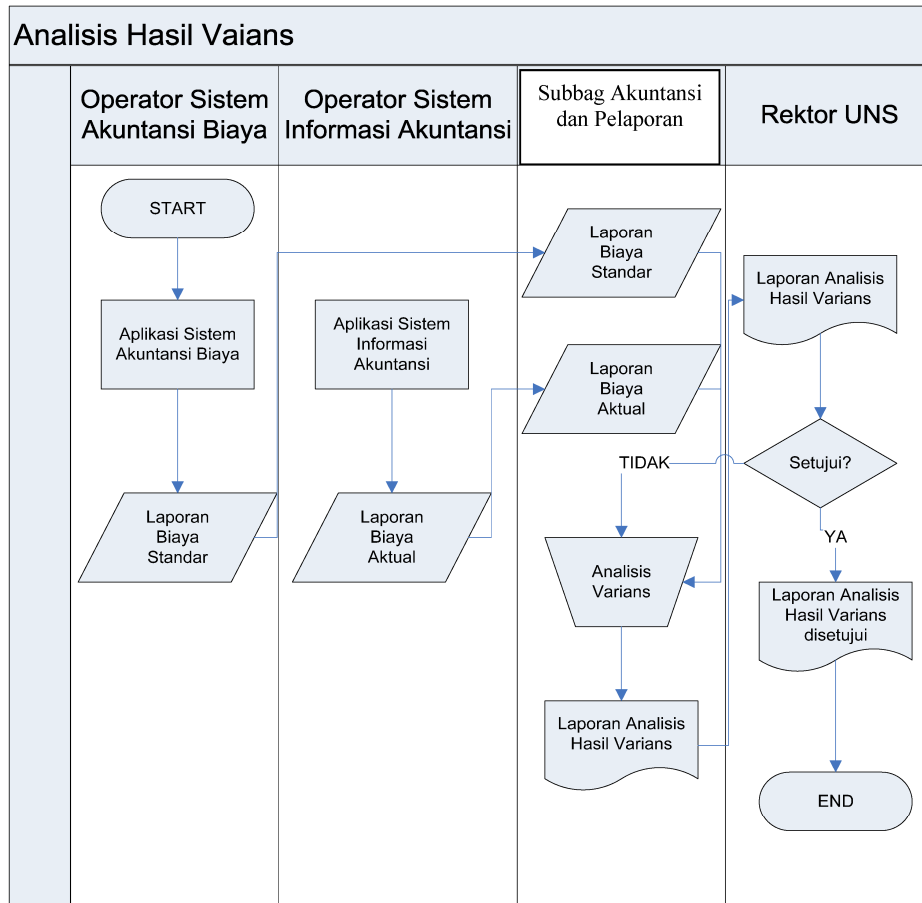 Analisis Hasil Vaians
Operator Sistem
Akuntansi Biaya
Operator Sistem
Informasi Akuntansi
Subbag Akuntansi
dan Pelaporan
Rektor UNS
START
Aplikasi Sistem
Akuntansi Biaya
Laporan
Biaya
Standar
Aplikasi Sistem
Informasi
Akuntansi
Laporan
Biaya
Aktual
Laporan
Biaya
Standar
Laporan
Biaya
Aktual
TIDAK
Analisis
Varians
Laporan Analisis
Hasil Varians
Laporan Analisis
Hasil Varians
Setujui?
YA
Laporan Analisis
Hasil Varians
disetujui
END